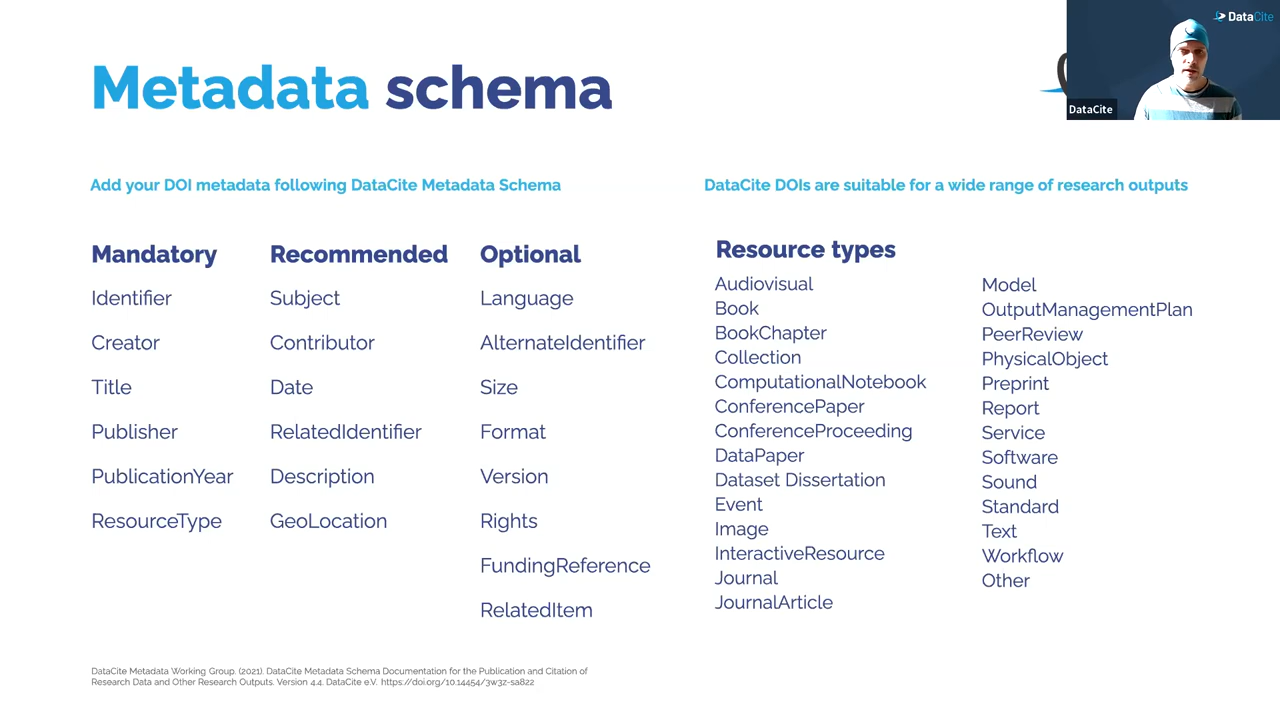 Metadata schema
DataCite
DataCite
Add your DOI metadata following DataCite Metadata Schema
Mandatory
Identifier
Creator
Title
Publisher
PublicationYear
ResourceType
Recommended
Subject
Contributor
Date
RelatedIdentifier
Description
GeoLocation
Optional
Language
AlternateIdentifier
Size
Format
Version
Rights
FundingReference
RelatedItem
DataCite DOIs are suitable for a wide range of research outputs
Resource types
Audiovisual
Book
BookChapter
Collection
ComputationalNotebook
ConferencePaper
ConferenceProceeding
DataPaper
Dataset Dissertation
Event
Image
InteractiveResource
Journal
JournalArticle
Model
OutputManagementPlan
PeerReview
PhysicalObject
Preprint
Report
Service
Software
Sound
Standard
Text
Workflow
Other
DataCite Metadata Working Group. (2021). DataCite Metadata Schema Documentation for the Publication and Citation of
Research Data and Other Research Outputs. Version 4.4. DataCite e.V. https://doi.org/10.14454/3w3z-sa822